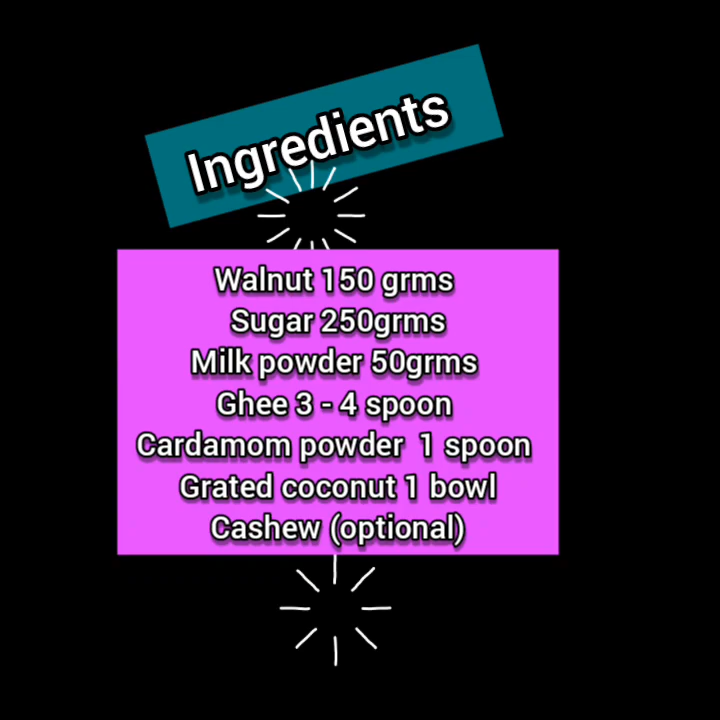 Ingredients
Walnut 150 grms
Sugar 250grms
Milk powder 50grms
Ghee 3 - 4 spoon
Cardamom powder 1 spoon
Grated coconut 1 bowl
Cashew (optional)